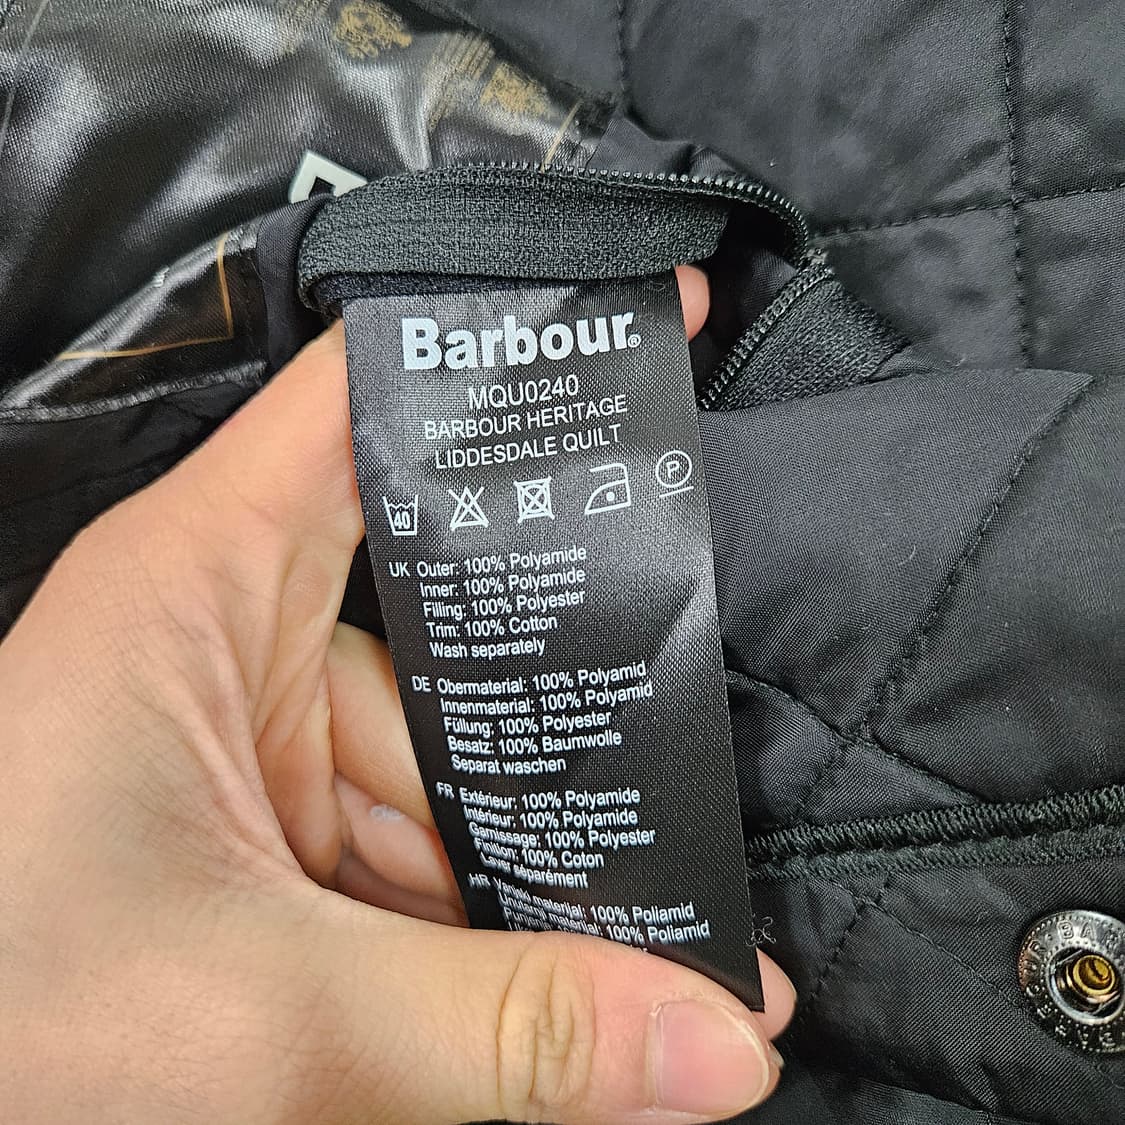 Barbour®
MQU0240
BARBOUR HERITAGE
LIDDESDALE QUILT
40
P
UK Outer: 100% Polyamide
Inner: 100% Polyamide
Filling: 100% Polyester
Trim: 100% Cotton
Wash separately
DE Obermaterial: 100% Polyamid
Innenmaterial: 100% Polyamid
Füllung: 100% Polyester
Besatz: 100% Baumwolle
Separat waschen
FR Extérieur: 100% Polyamide
Intérieur: 100% Polyamide
Garnissage: 100% Polyester
Finition: 100% Coton
Laver séparément
HR Vanjski materijal: 100% Poliamid
materijal: 100% Poliamid